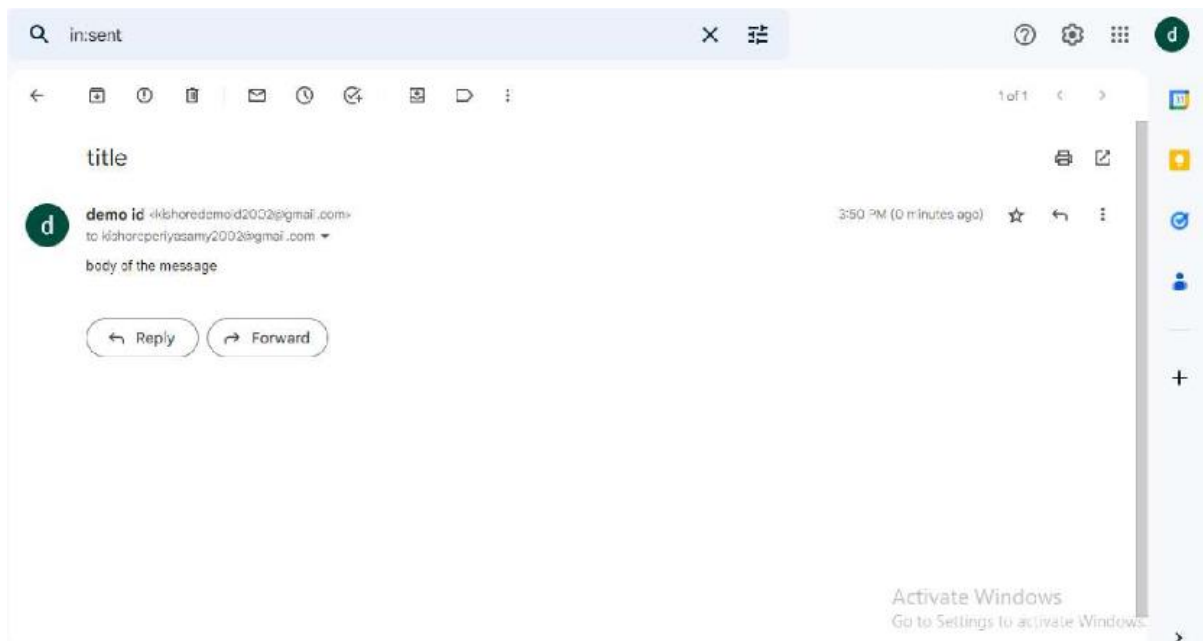 in:sent
d
1 of 1
31
title
d
demo id <kishoredemoid2002@gmail.com>
3:50 PM (0 minutes ago)
to kishoreperiyasamy2002@gmail.com
body of the message
Reply
Forward
Activate Windows
Go to Settings to activate Windows.